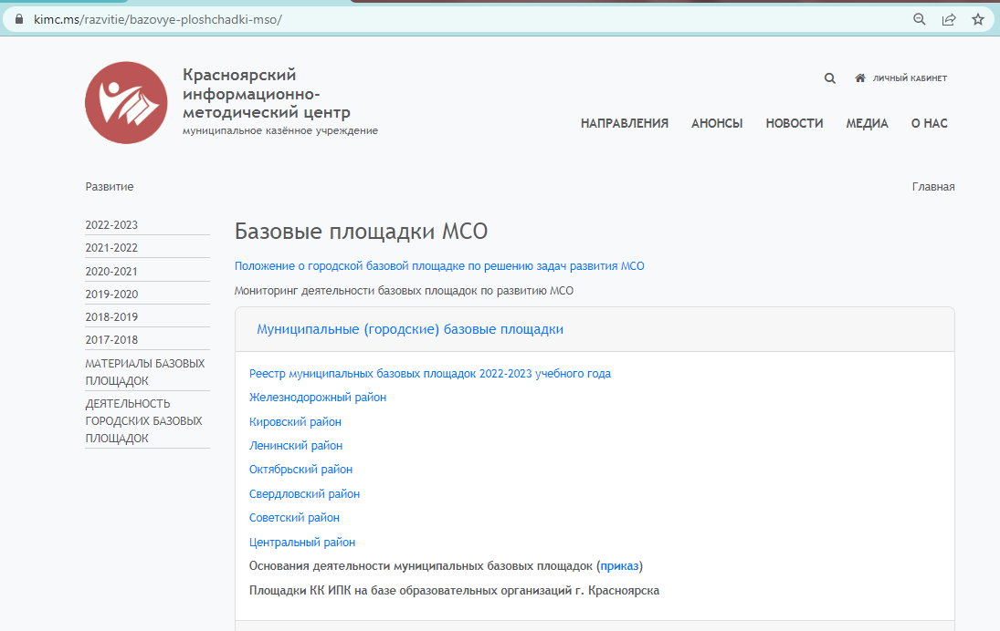 kimc.ms/razvitie/bazovye-ploshchadki-mso/
Красноярский
информационно-
методический центр
муниципальное казённое учреждение
ЛИЧНЫЙ КАБИНЕТ
НАПРАВЛЕНИЯ АНОНСЫ НОВОСТИ МЕДИА О НАС
Развитие Главная
2022-2023
2021-2022
2020-2021
2019-2020
2018-2019
2017-2018
МАТЕРИАЛЫ БАЗОВЫХ
ПЛОЩАДОК
ДЕЯТЕЛЬНОСТЬ
ГОРОДСКИХ БАЗОВЫХ
ПЛОЩАДОК
Базовые площадки МСО
Положение о городской базовой площадке по решению задач развития МСО
Мониторинг деятельности базовых площадок по развитию МСО
Муниципальные (городские) базовые площадки
Реестр муниципальных базовых площадок 2022-2023 учебного года
Железнодорожный район
Кировский район
Ленинский район
Октябрьский район
Свердловский район
Советский район
Центральный район
Основания деятельности муниципальных базовых площадок (приказ)
Площадки КК ИПК на базе образовательных организаций г. Красноярска